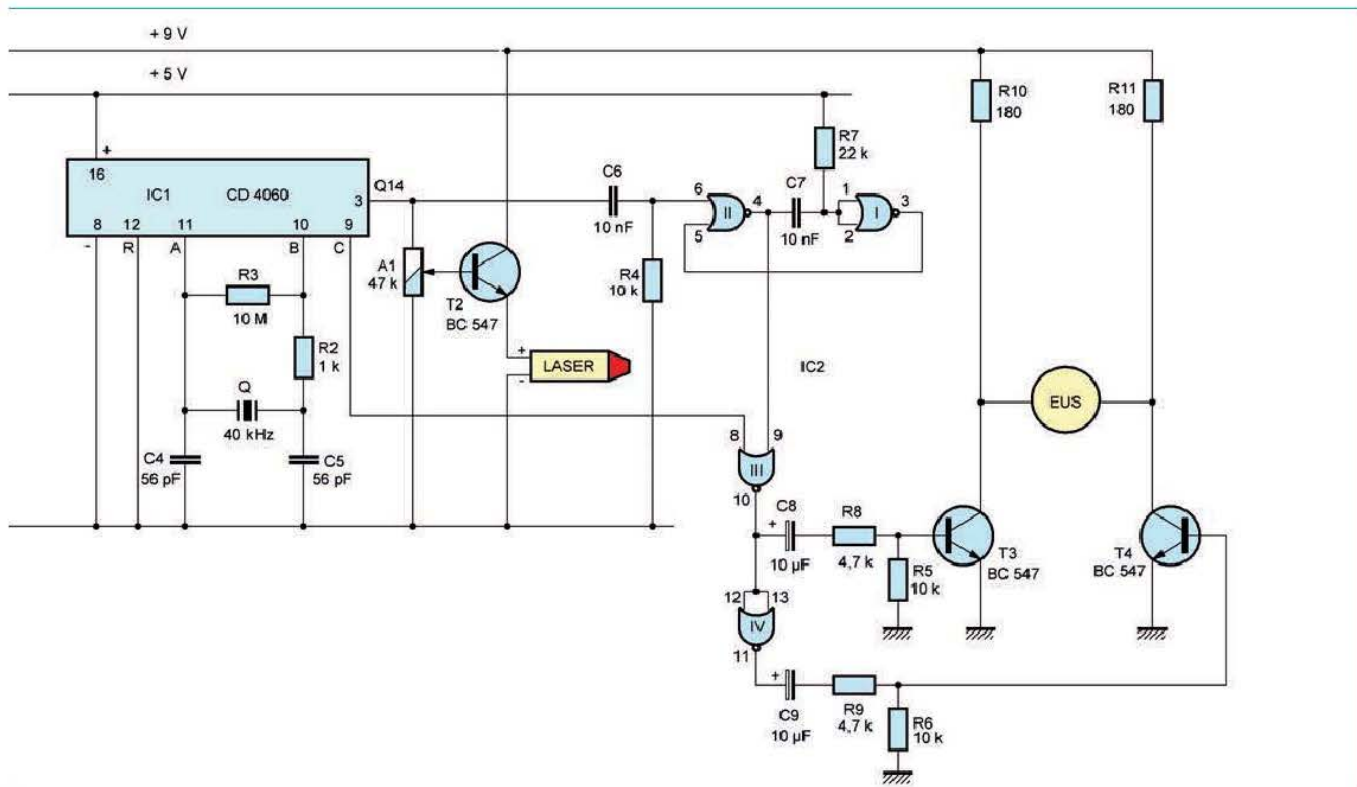 + 9 V
+ 5 V
R10
180
R11
180
R7
22 k
+
16
IC1
CD 4060
Q14
3
8
12
11
10
9
-
R
A
B
C
C6
10 nF
6
5
II
4
C7
10 nF
1
2
I
3
R3
10 M
A1
47 k
R4
10 k
T2
BC 547
R2
1 k
+
-
LASER
IC2
Q
40 kHz
EUS
C4
56 pF
C5
56 pF
8
9
III
10
C8
+
10 µF
R8
4,7 k
R5
10 k
T3
BC 547
T4
BC 547
12
13
IV
11
+
C9
10 µF
R9
4,7 k
R6
10 k